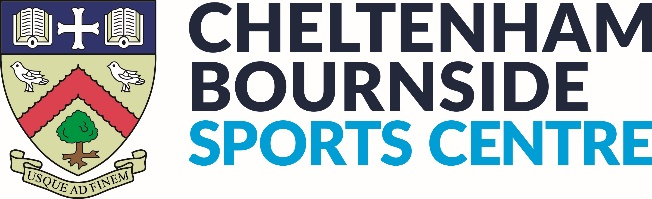 CHELTENHAM
BOURNSIDE
SPORTS CENTRE
USQUE AD FINEM